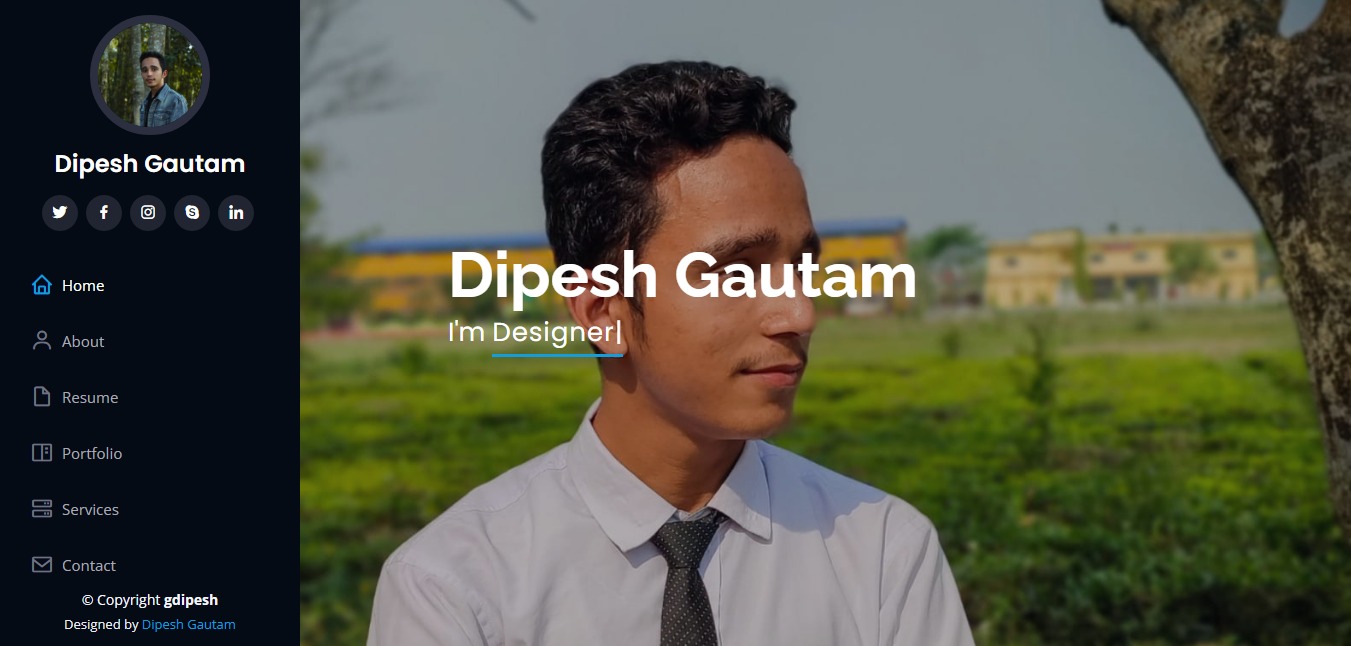 Dipesh Gautam
Home
About
Resume
Portfolio
Services
Contact
© Copyright gdipesh
Designed by Dipesh Gautam
Dipesh Gautam
I'm Designer|